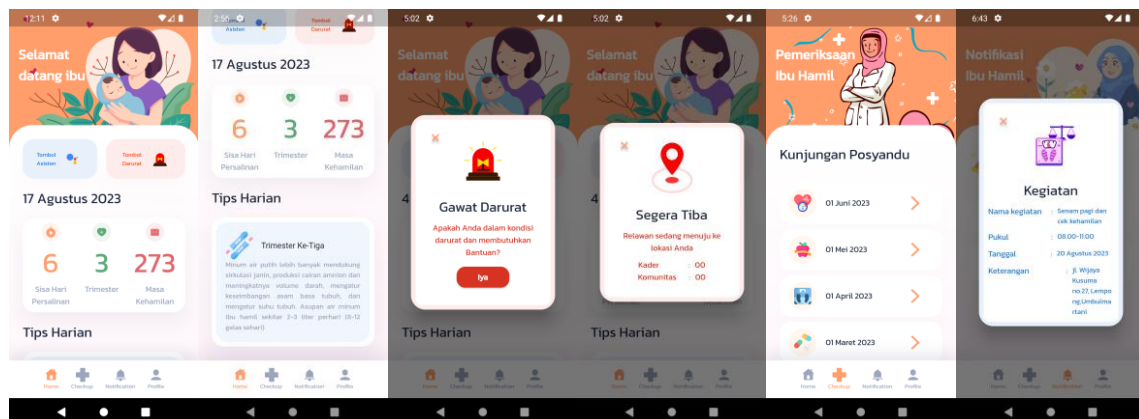 12:11
Selamat
datang ibu
Tombol
Asisten
Tombol
Darurat
17 Agustus 2023
6
3
273
Sisa Hari
Persalinan
Trimester
Masa
Kehamilan
Tips Harian
Home
Checkup
Notification
Profile
2:56
Asisten
Tombol
Darurat
17 Agustus 2023
6
3
273
Sisa Hari
Persalinan
Trimester
Masa
Kehamilan
Tips Harian
Trimester Ke-Tiga
Minum air putih lebih banyak mendukung
sirkulasi janin, produksi cairan amnion dan
meningkatnya volume darah, mengatur
keseimbangan asam basa tubuh, dan
mengatur suhu tubuh. Asupan air minum
ibu hamil sekitar 2-3 liter perhari (8-12
gelas sehari).
Home
Checkup
Notification
Profile
5:02
Selamat
datang ibu
Gawat Darurat
Apakah Anda dalam kondisi
darurat dan membutuhkan
Bantuan?
Iya
Tips Harian
Home
Checkup
Notification
Profile
5:02
Selamat
datang ibu
4
Segera Tiba
Relawan sedang menuju ke
lokasi Anda
Kader : 00
Komunitas : 00
Tips Harian
Home
Checkup
Notification
Profile
5:26
Pemeriksaan
Ibu Hamil
Kunjungan Posyandu
01 Juni 2023
01 Mei 2023
01 April 2023
01 Maret 2023
Home
Checkup
Notification
Profile
6:43
Notifikasi
Ibu Hamil
Kegiatan
Nama kegiatan : Senam pagi dan
cek kehamilan
Pukul : 08.00-11.00
Tanggal : 20 Agustus 2023
Keterangan : jl. Wijaya
Kusuma
no.27, Lempo
ng,Umbulma
rtani
Home
Checkup
Notification
Profile